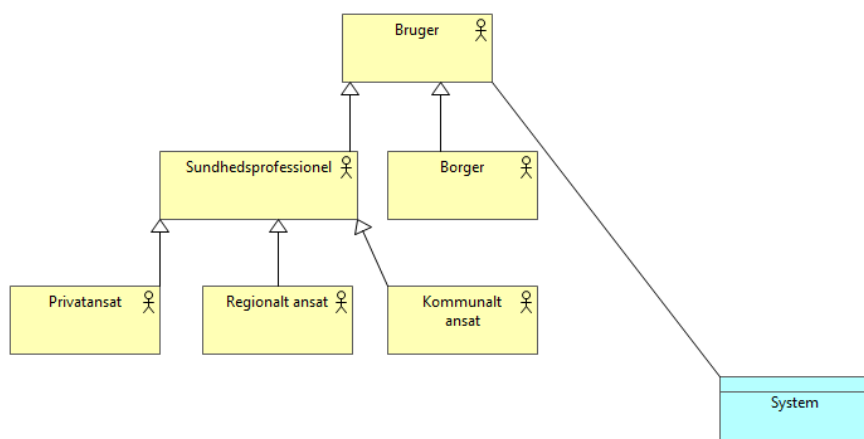 Bruger
Sundhedsprofessionel
Borger
Privatansat
Regionalt ansat
Kommunalt
ansat
System